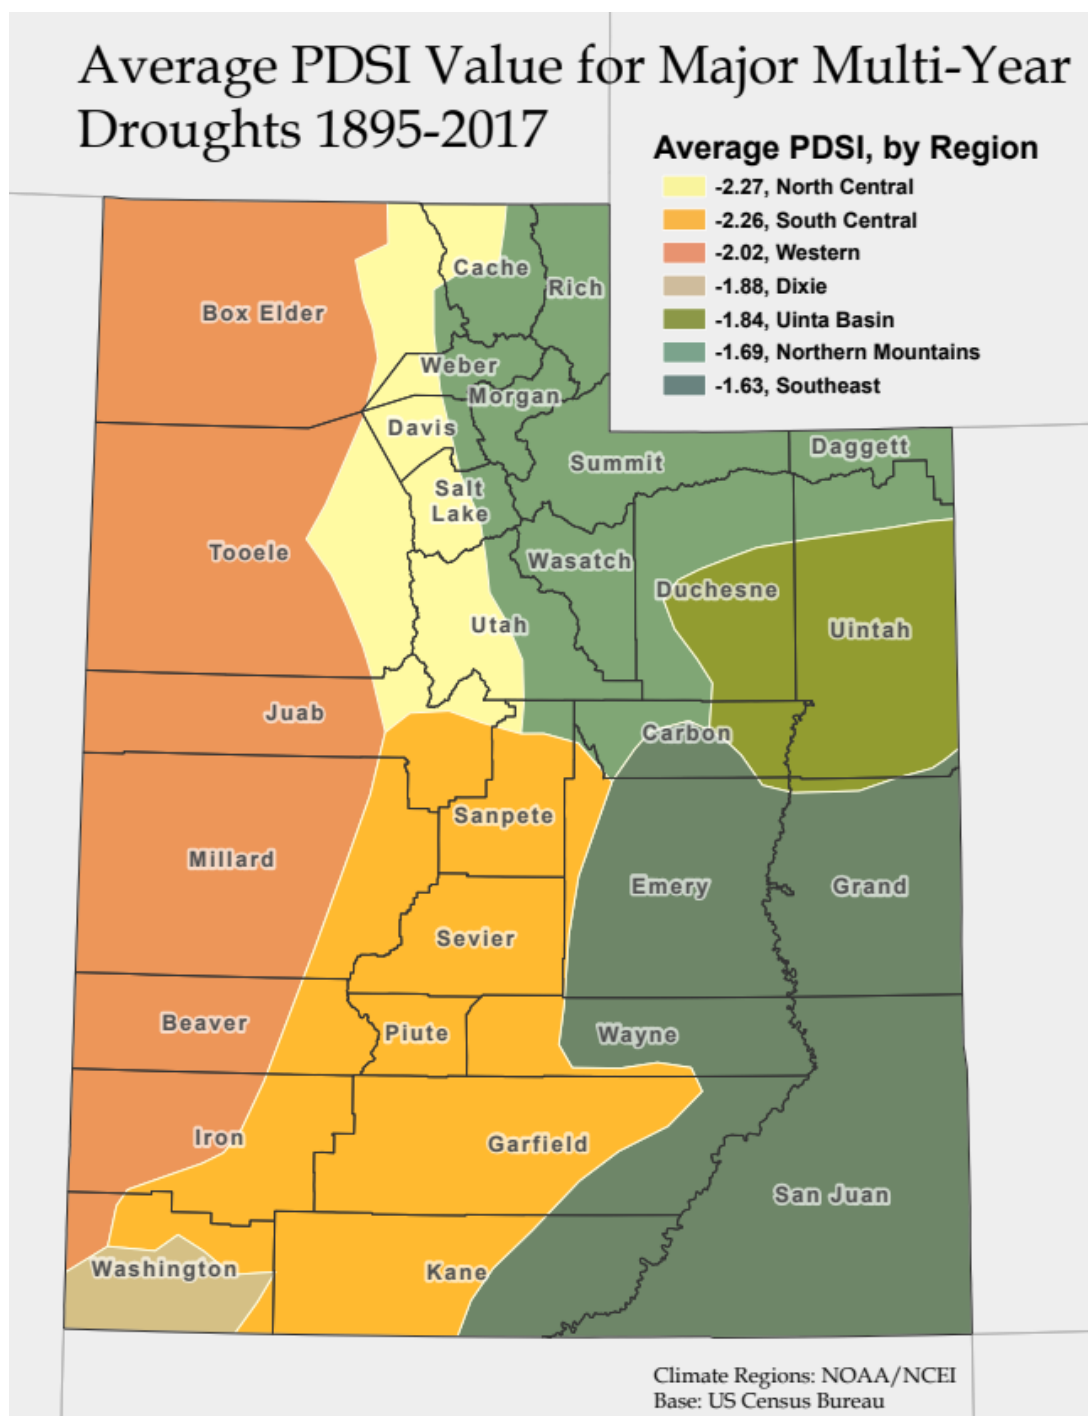 Average PDSI Value for Major Multi-Year
Droughts 1895-2017
Average PDSI, by Region
-2.27, North Central
-2.26, South Central
-2.02, Western
-1.88, Dixie
-1.84, Uinta Basin
-1.69, Northern Mountains
-1.63, Southeast
Cache
Rich
Box Elder
Weber
Morgan
Davis
Daggett
Summit
Salt
Lake
Tooele
Wasatch
Duchesne
Utah
Uintah
Juab
Carbon
Sanpete
Millard
Emery
Grand
Sevier
Beaver
Piute
Wayne
Iron
Garfield
San Juan
Washington
Kane
Climate Regions: NOAA/NCEI
Base: US Census Bureau